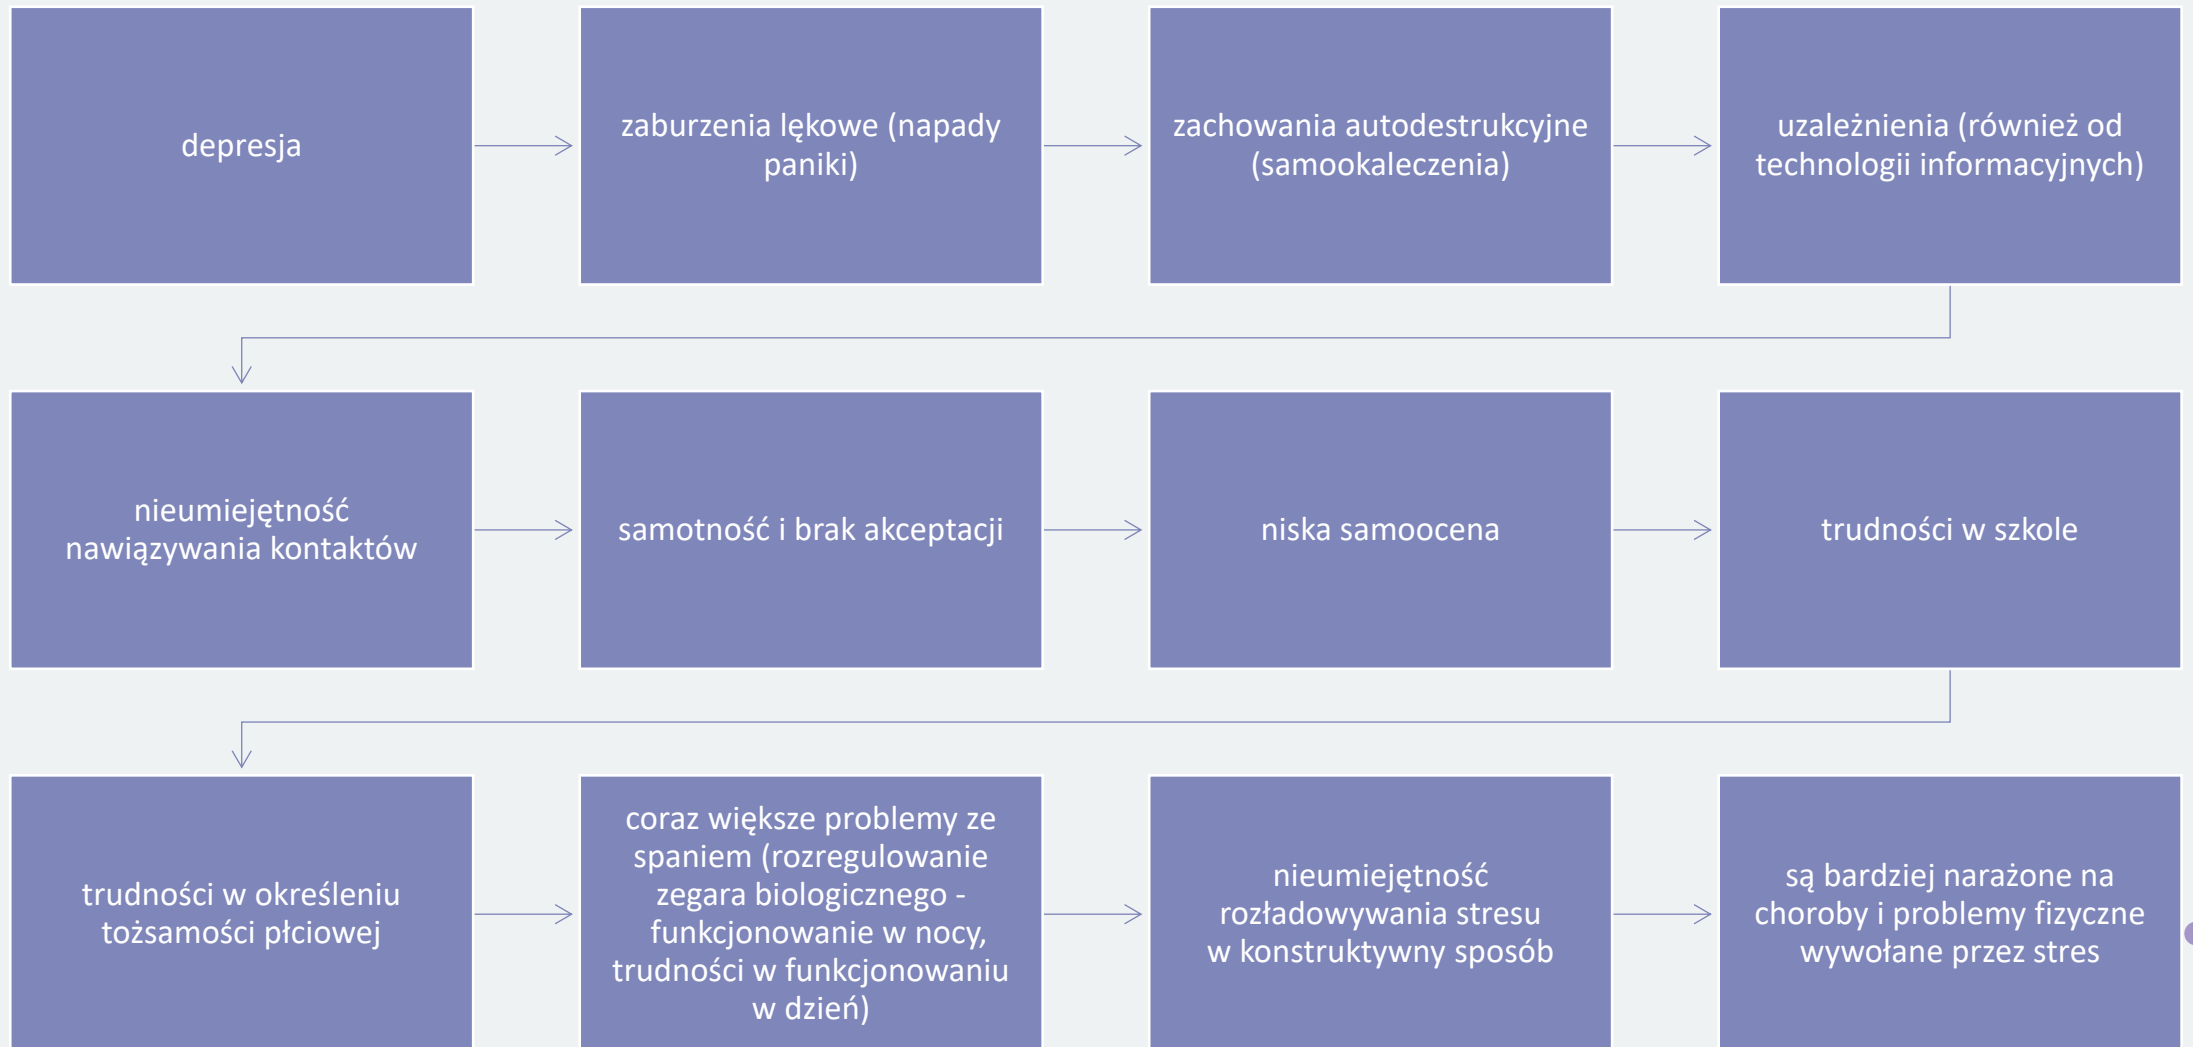 depresja
zaburzenia lękowe (napady
paniki)
zachowania autodestrukcyjne
(samookaleczenia)
uzależnienia (również od
technologii informacyjnych)
nieumiejętność
nawiązywania kontaktów
samotność i brak akceptacji
niska samoocena
trudności w szkole
trudności w określeniu
tożsamości płciowej
coraz większe problemy ze
spaniem (rozregulowanie
zegara biologicznego -
funkcjonowanie w nocy,
trudności w funkcjonowaniu
w dzień)
nieumiejętność
rozładowywania stresu
w konstruktywny sposób
są bardziej narażone na
choroby i problemy fizyczne
wywołane przez stres